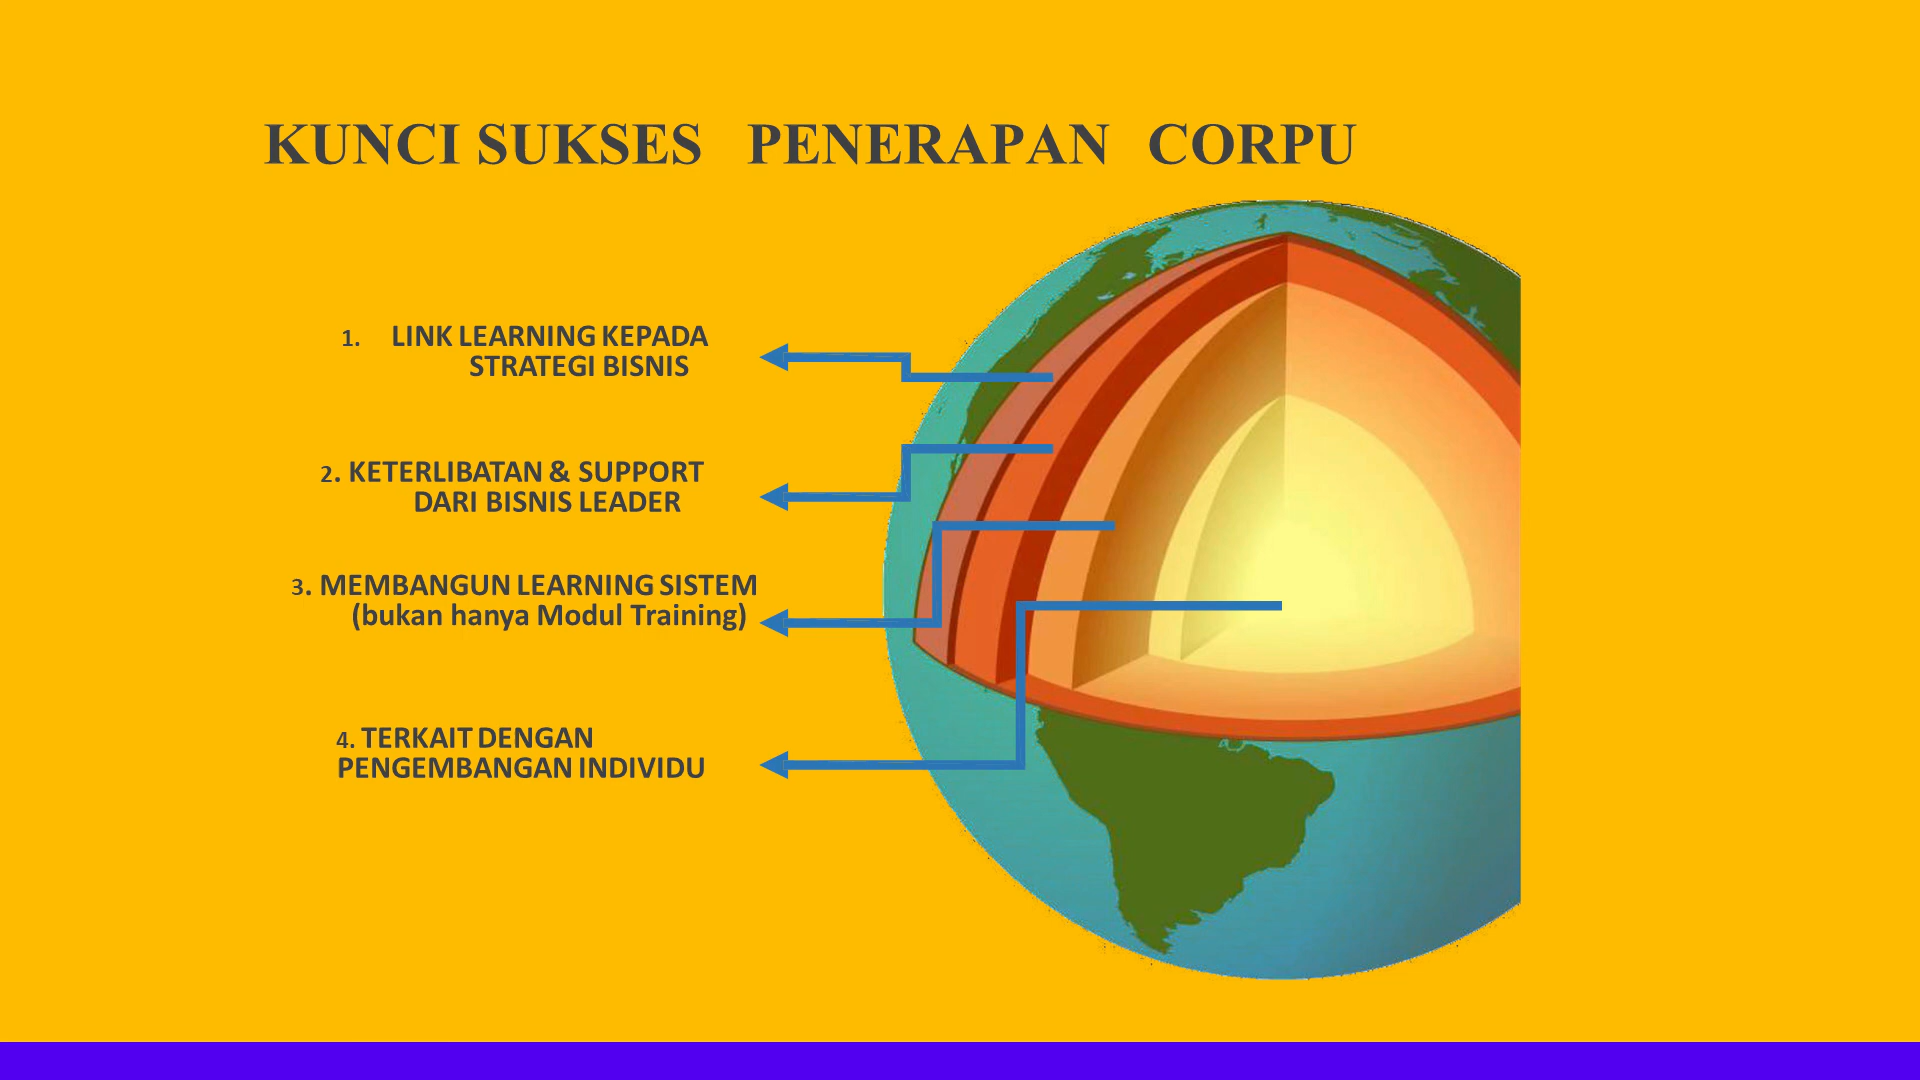 KUNCI SUKSES PENERAPAN CORPU
1. LINK LEARNING KEPADA
STRATEGI BISNIS
2. KETERLIBATAN & SUPPORT
DARI BISNIS LEADER
3. MEMBANGUN LEARNING SISTEM
(bukan hanya Modul Training)
4. TERKAIT DENGAN
PENGEMBANGAN INDIVIDU